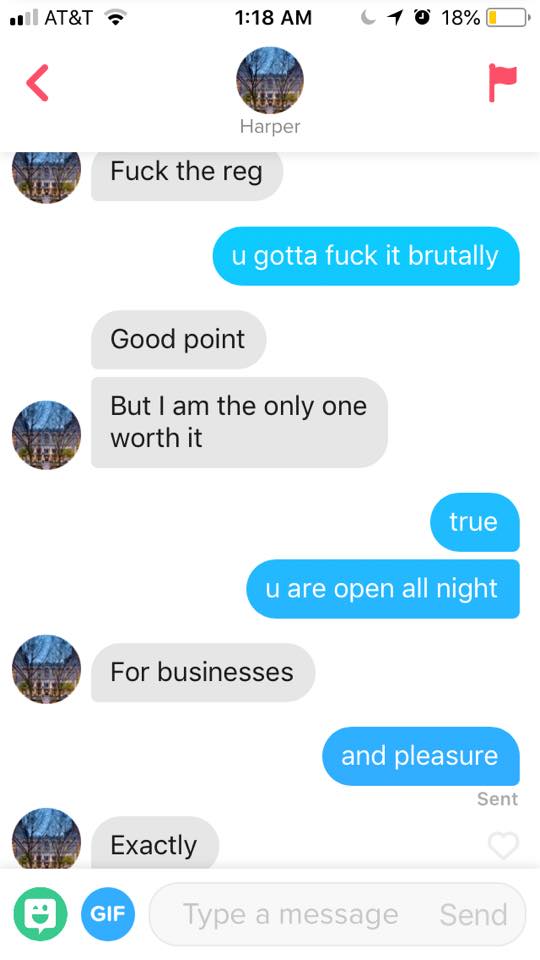 AT&T
1:18 AM
18%
Harper
Fuck the reg
u gotta fuck it brutally
Good point
But I am the only one
worth it
true
u are open all night
For businesses
and pleasure
Sent
Exactly
GIF
Type a message
Send